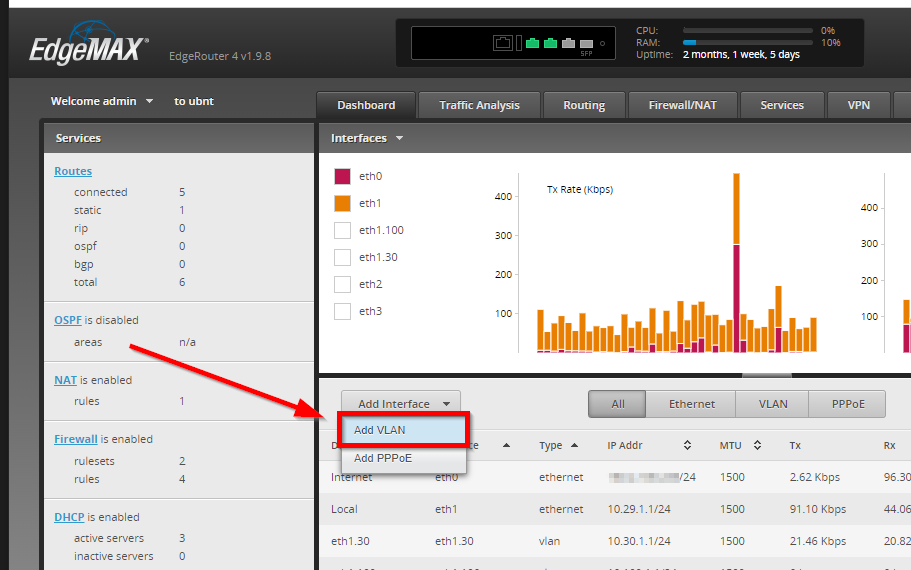 EdgeMAX®
EdgeRouter 4 v1.9.8
SFP
CPU: 0%
RAM: 10%
Uptime: 2 months, 1 week, 5 days
Welcome admin to ubnt
Dashboard Traffic Analysis Routing Firewall/NAT Services VPN
Services
Routes
connected 5
static 1
rip 0
ospf 0
bgp 0
total 6
OSPF is disabled
areas n/a
NAT is enabled
rules 1
Firewall is enabled
rulesets 2
rules 4
DHCP is enabled
active servers 3
inactive servers 0
Interfaces
eth0
eth1
eth1.100
eth1.30
eth2
eth3
Tx Rate (Kbps)
400
300
200
100
400
300
200
100
Add Interface
Add VLAN
Add PPPoE
All Ethernet VLAN PPPoE
Type IP Addr MTU Tx Rx
Internet eth0 ethernet /24 1500 2.62 Kbps 96.30
Local eth1 ethernet 10.29.1.1/24 1500 91.10 Kbps 44.06
eth1.30 eth1.30 vlan 10.30.1.1/24 1500 21.46 Kbps 20.82